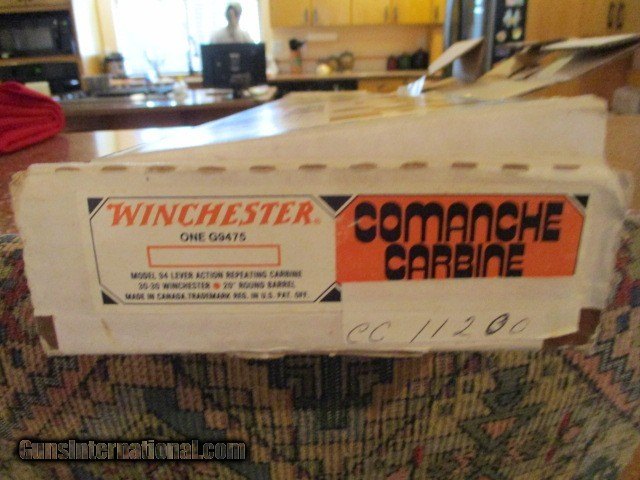 WINCHESTER®
ONE G9475
MODEL 94 LEVER ACTION REPEATING CARBINE
30-30 WINCHESTER ● 20" ROUND BARREL
MADE IN CANADA. TRADEMARK REG. IN U.S. PAT. OFF.
COMANCHE
CARBINE
CC 11200
GunsInternational.com